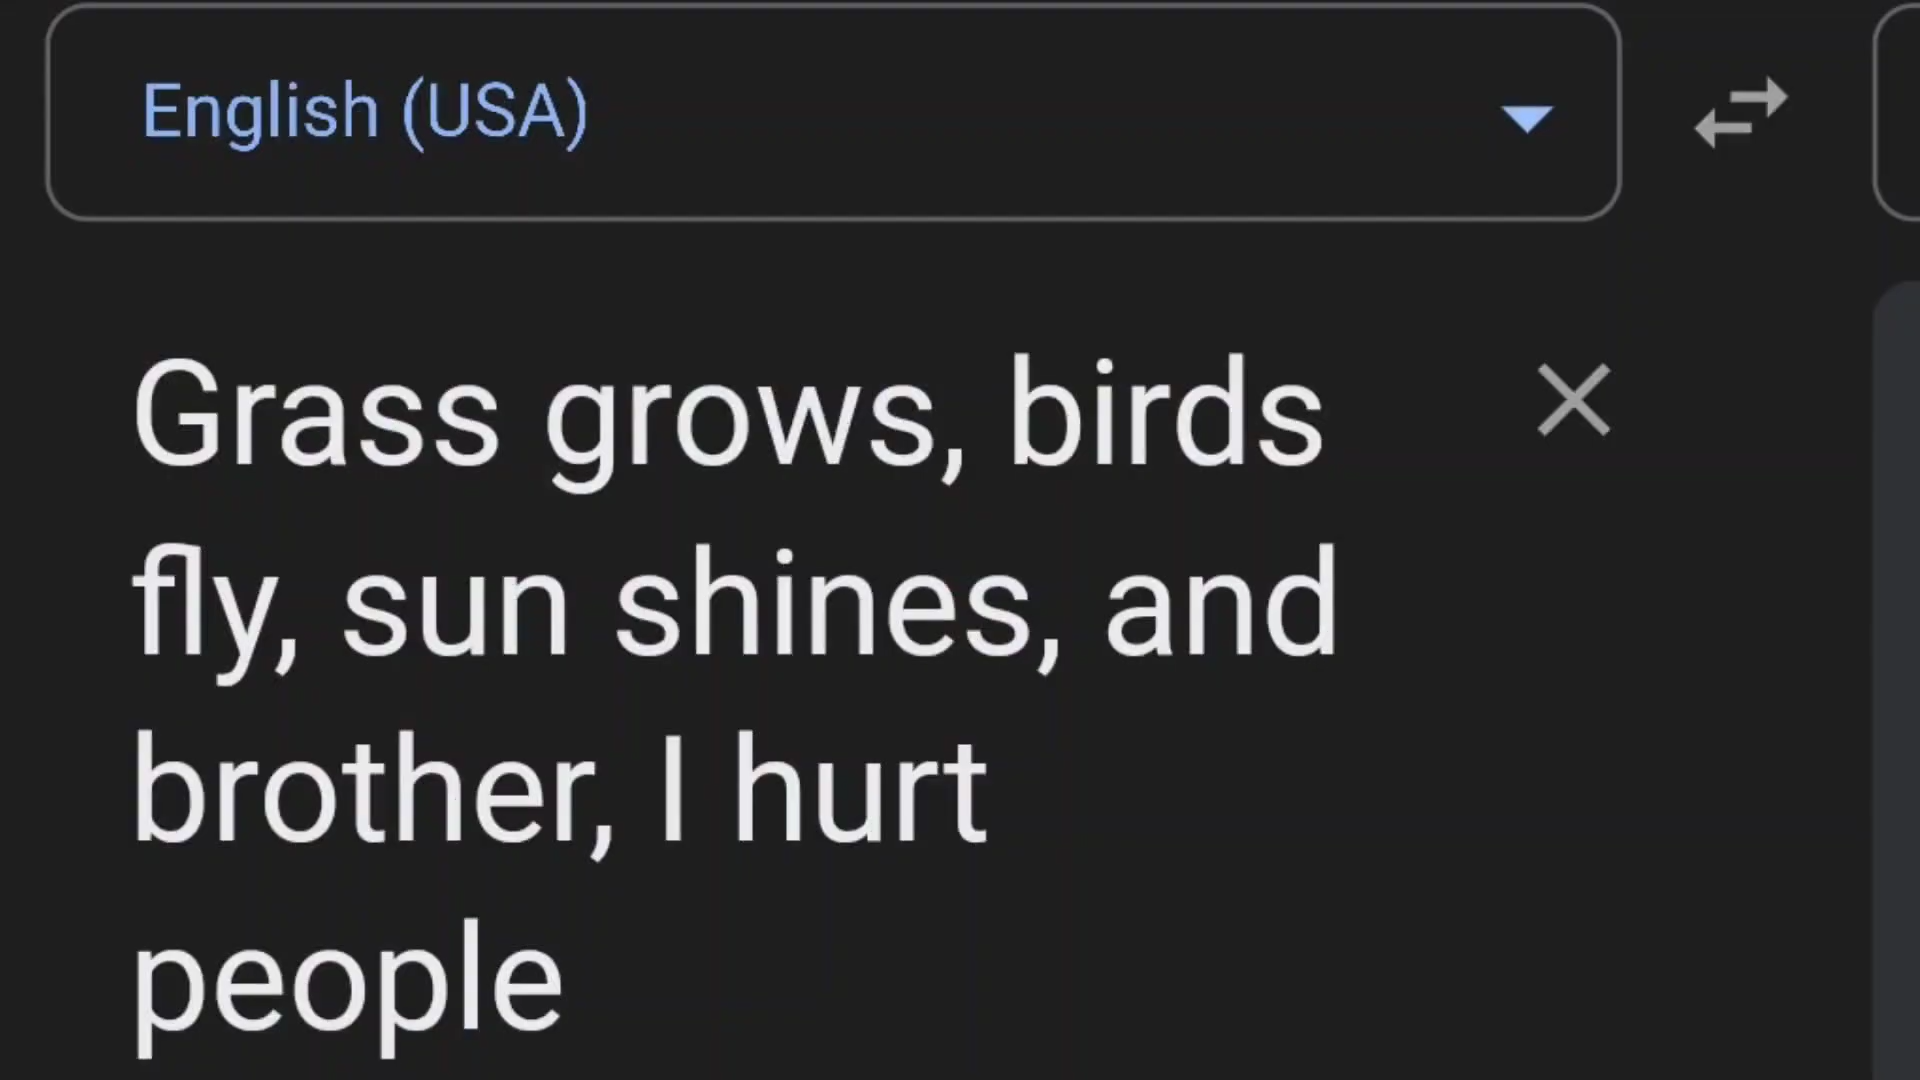 English (USA)
Grass grows, birds
fly, sun shines, and
brother, I hurt
people